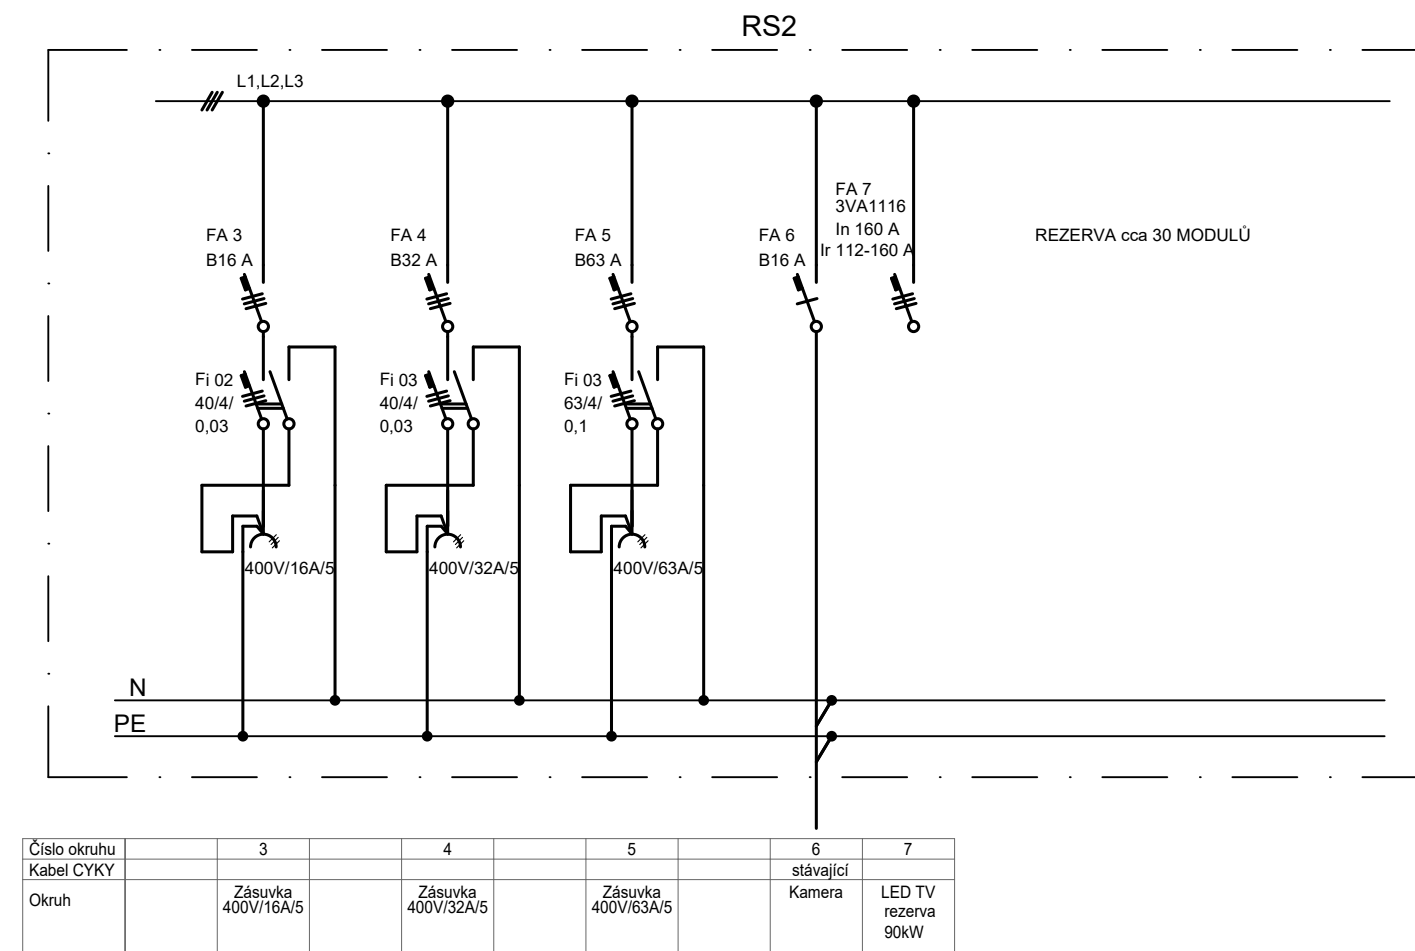 RS2
L1,L2,L3
FA 3
B16 A
FA 4
B32 A
FA 5
B63 A
FA 6
B16 A
FA 7
3VA1116
In 160 A
Ir 112-160 A
REZERVA cca 30 MODULŮ
Fi 02
40/4/
0,03
Fi 03
40/4/
0,03
Fi 03
63/4/
0,1
400V/16A/5
400V/32A/5
400V/63A/5
N
PE
Číslo okruhu 3 4 5 6 7
Kabel CYKY stávající
Okruh
Zásuvka
400V/16A/5
Zásuvka
400V/32A/5
Zásuvka
400V/63A/5
Kamera
LED TV
rezerva
90kW